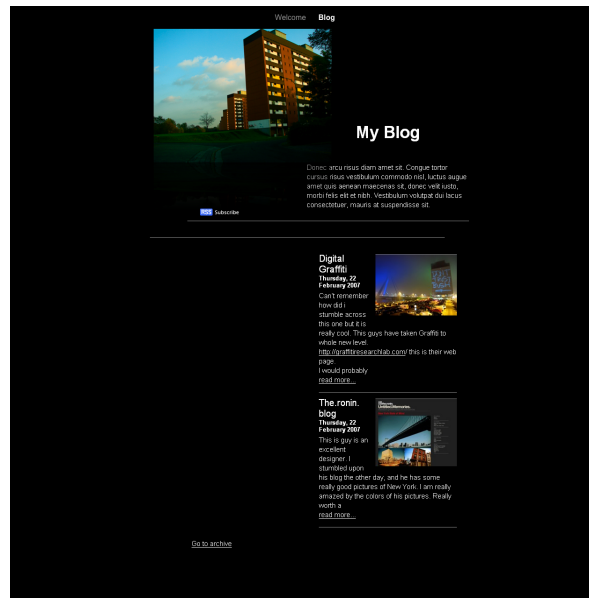 Welcome Blog
My Blog
Donec arcu risus diam amet sit. Congue tortor
cursus risus vestibulum commodo nisl, luctus augue
amet quis aenean maecenas sit, donec velit iusto,
morbi felis elit et nibh. Vestibulum volutpat dui lacus
consectetuer, mauris at suspendisse sit.
RSS Subscribe
Digital
Graffiti
Thursday, 22
February 2007
Can't remember
how did i
stumble across
this one but it is
really cool. This guys have taken Graffiti to
whole new level.
http://graffitiresearchlab.com/ this is their web
page.
I would probably
read more...
The.ronin.
blog
Thursday, 22
February 2007
This is guy is an
excellent
designer. I
stumbled upon
his blog the other day, and he has some
really good pictures of New York. I am really
amazed by the colors of his pictures. Really
worth a
read more...
Go to archive